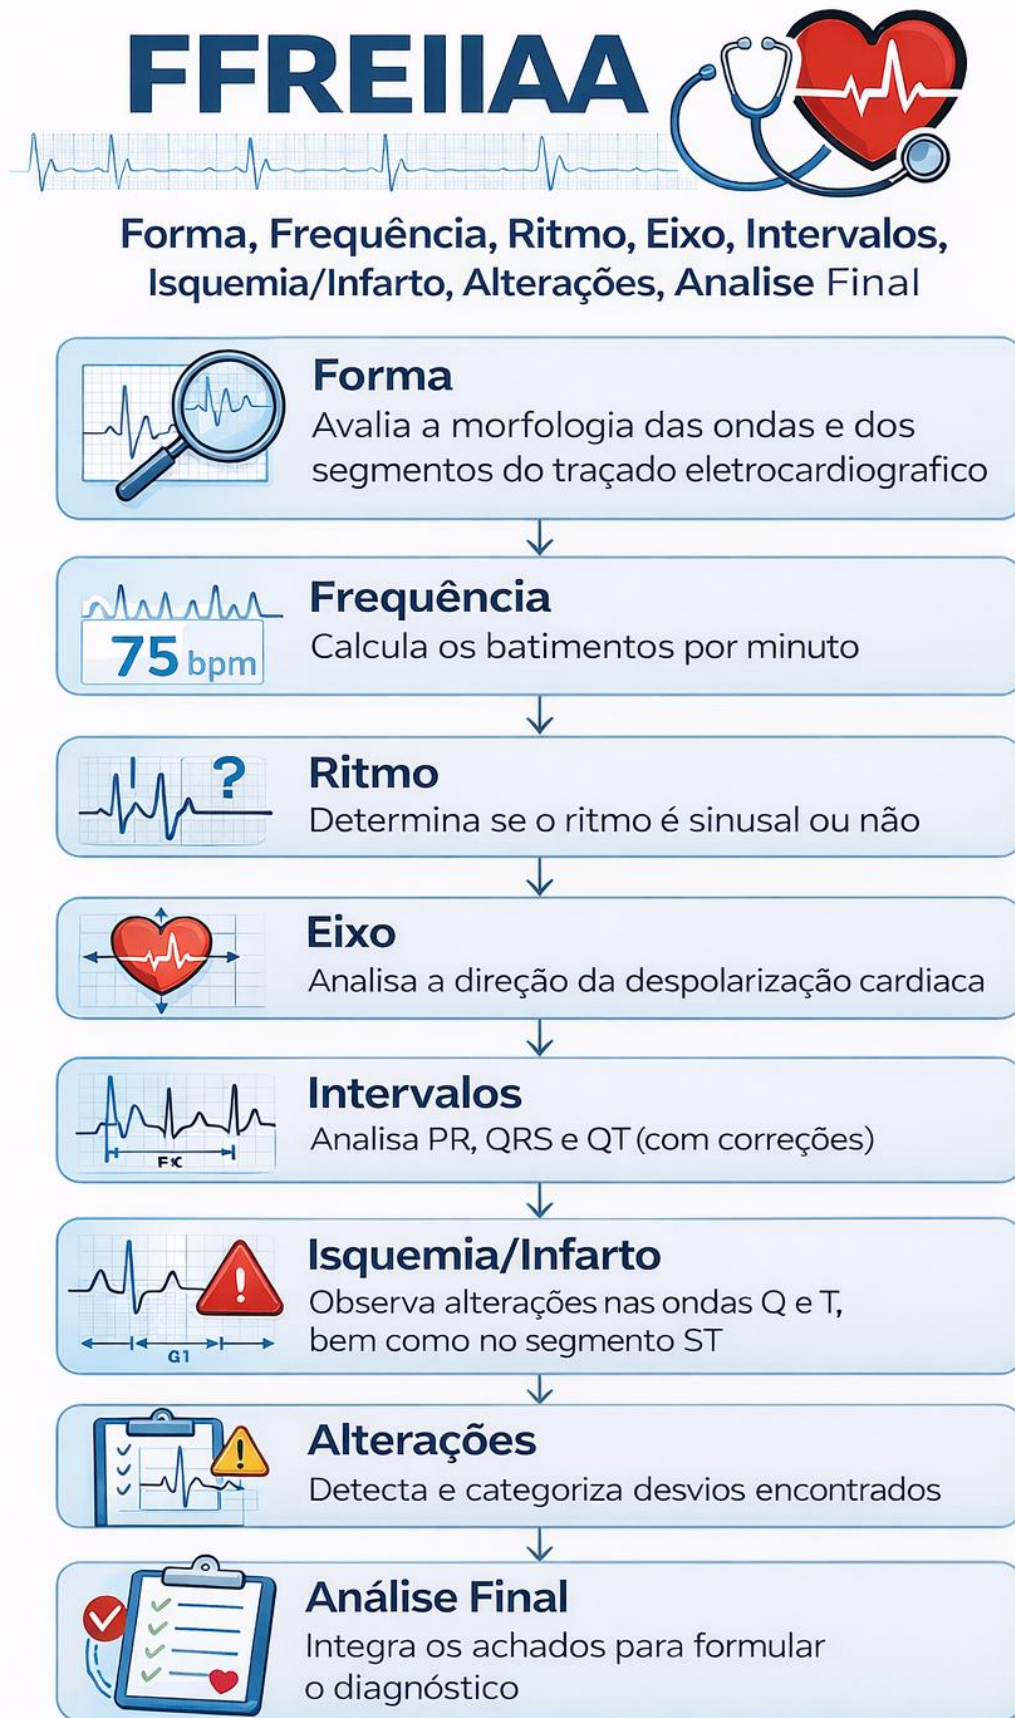 FFREIIAA
Forma, Frequência, Ritmo, Eixo, Intervalos,
Isquemia/Infarto, Alterações, Analise Final
Forma
Avalia a morfologia das ondas e dos
segmentos do traçado eletrocardiografico
75 bpm
Frequência
Calcula os batimentos por minuto
?
Ritmo
Determina se o ritmo é sinusal ou não
Eixo
Analisa a direção da despolarização cardiaca
Intervalos
Analisa PR, QRS e QT (com correções)
!
G1
Isquemia/Infarto
Observa alterações nas ondas Q e T,
bem como no segmento ST
!
Alterações
Detecta e categoriza desvios encontrados
Análise Final
Integra os achados para formular
o diagnóstico